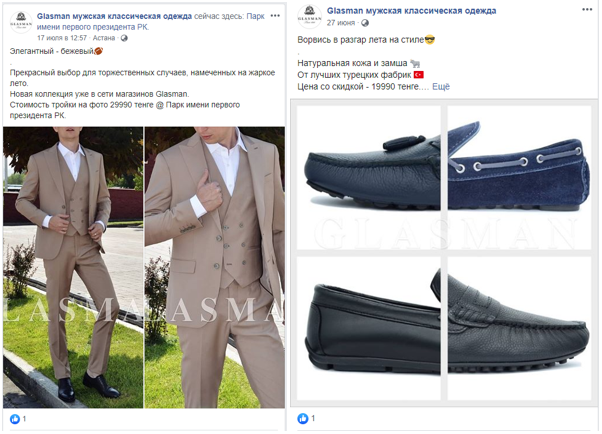 Glasman мужская классическая одежда сейчас здесь: Парк
имени первого президента РК.
17 июля в 12:57 · Астана ·
Элегантный - бежевый🏈
.
Прекрасный выбор для торжественных случаев, намеченных на жаркое
лето.
Новая коллекция уже в сети магазинов Glasman.
Стоимость тройки на фото 29990 тенге @ Парк имени первого
президента РК.
LASMA
LASMA
1
Glasman мужская классическая одежда
27 июня ·
Ворвись в разгар лета на стиле😎
.
Натуральная кожа и замша 🐂
От лучших турецких фабрик 🇹🇷
Цена со скидкой - 19990 тенге.… Ещё
GLASMAN
1